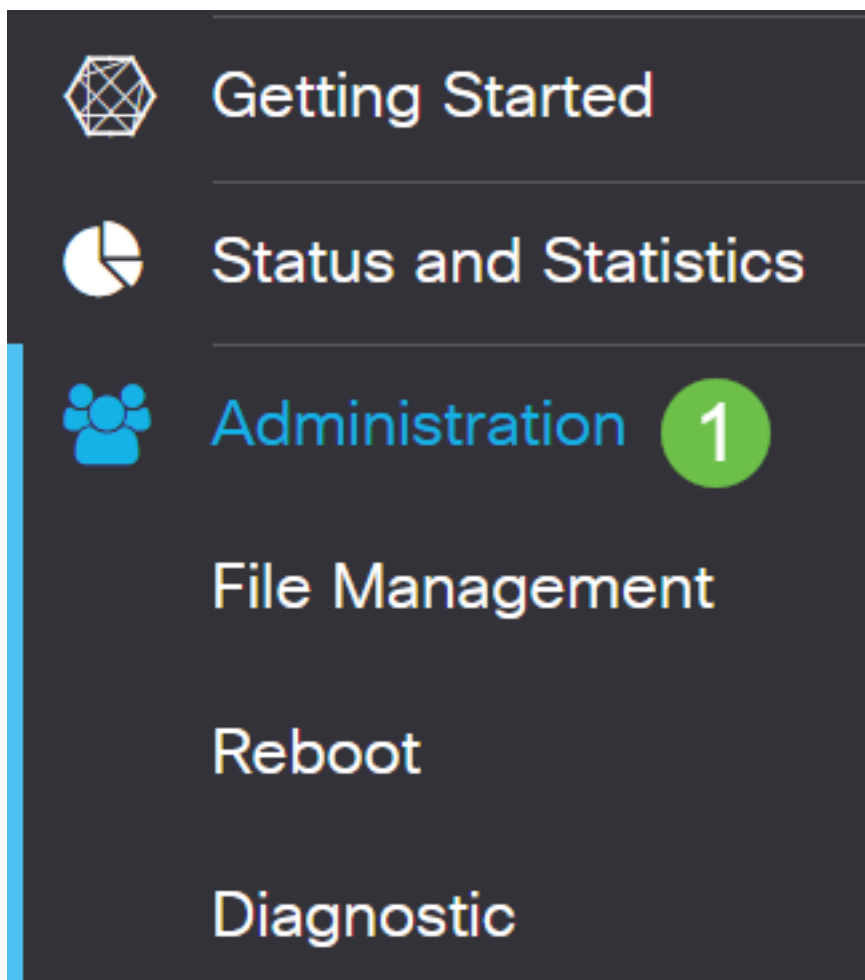 Getting Started
Status and Statistics
Administration 1
File Management
Reboot
Diagnostic